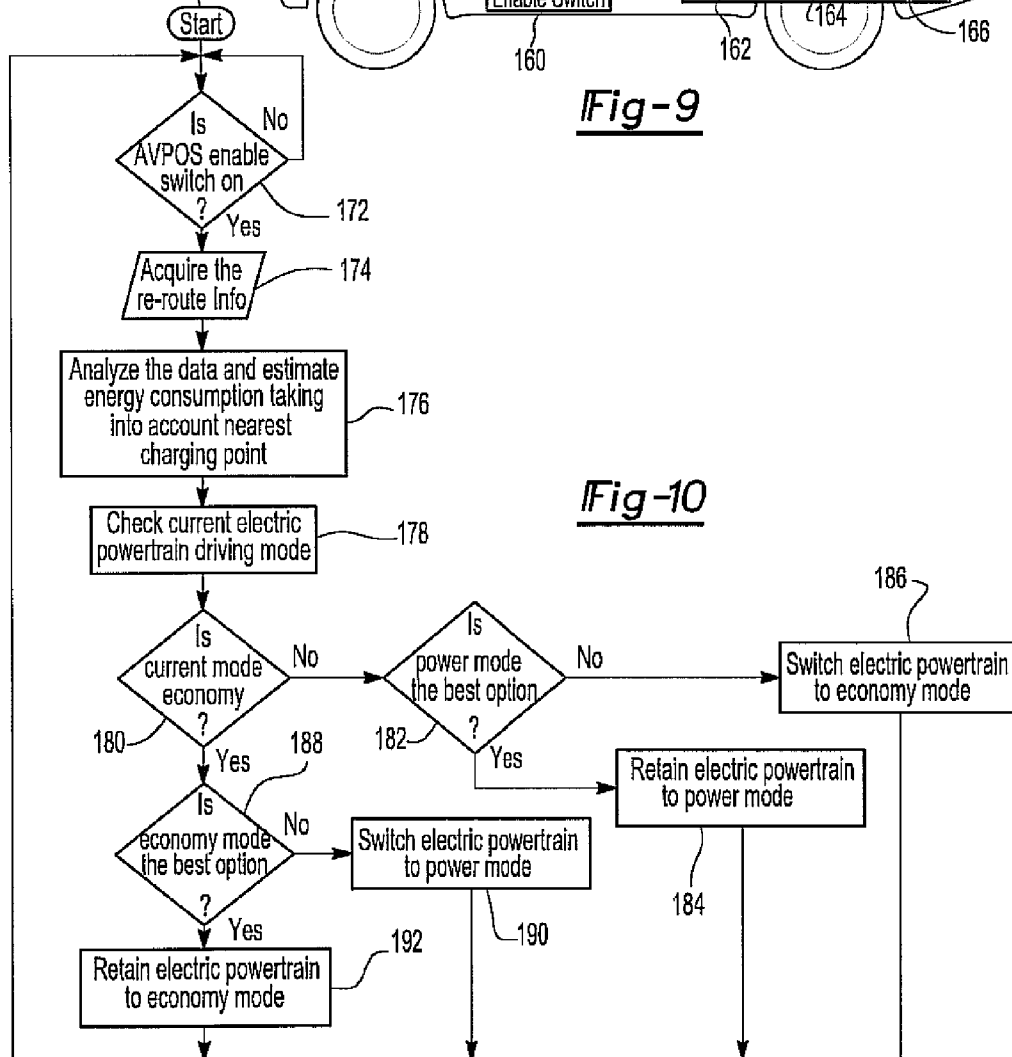 Enable Switch
164
166
160
162
Fig-9
Start
Is
AVPOS enable
switch on
?
No
Yes
172
Acquire the
re-route Info
174
Analyze the data and estimate
energy consumption taking
into account nearest
charging point
176
Fig-10
Check current electric
powertrain driving mode
178
Is
current mode
economy
?
No
180
Yes
Is
power mode
the best option
?
No
182
Yes
186
Switch electric powertrain
to economy mode
Retain electric powertrain
to power mode
184
188
Is
economy mode
the best option
?
No
Yes
Switch electric powertrain
to power mode
190
192
Retain electric powertrain
to economy mode